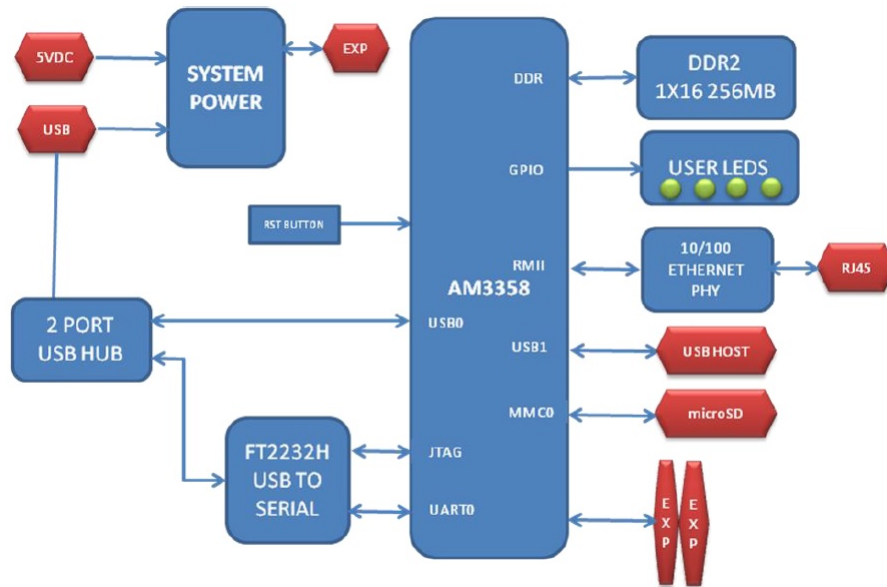 5VDC
USB
SYSTEM
POWER
EXP
RST BUTTON
2 PORT
USB HUB
FT2232H
USB TO
SERIAL
AM3358
DDR
GPIO
RMII
USB0
USB1
MMC0
JTAG
UART0
DDR2
1X16 256MB
USER LEDS
10/100
ETHERNET
PHY
RJ45
USB HOST
microSD
EXP
EXP